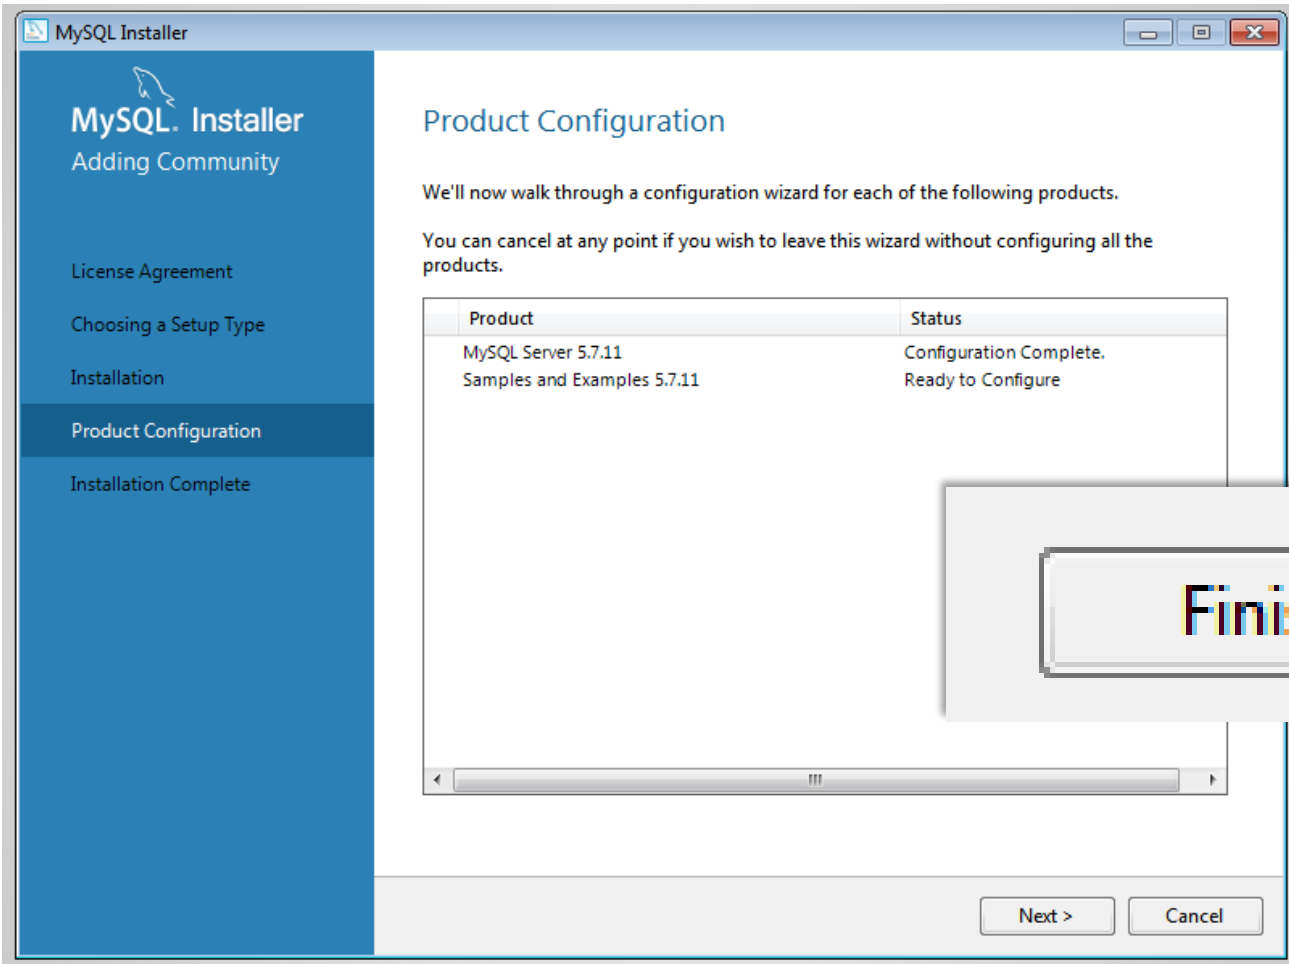 MySQL Installer
MySQL. Installer
Adding Community
License Agreement
Choosing a Setup Type
Installation
Product Configuration
Installation Complete
Product Configuration
We'll now walk through a configuration wizard for each of the following products.
You can cancel at any point if you wish to leave this wizard without configuring all the
products.
Product Status
MySQL Server 5.7.11 Configuration Complete.
Samples and Examples 5.7.11 Ready to Configure
Next > Cancel